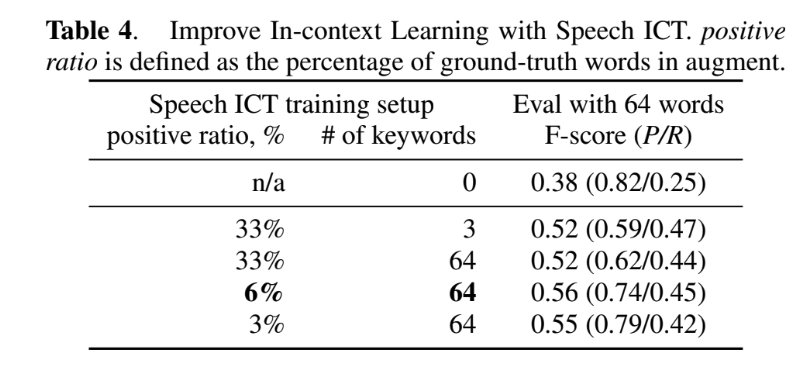 Table 4. Improve In-context Learning with Speech ICT. positive
ratio is defined as the percentage of ground-truth words in augment.
Speech ICT training setup Eval with 64 words
positive ratio, % # of keywords F-score (P/R)
n/a 0 0.38 (0.82/0.25)
33% 3 0.52 (0.59/0.47)
33% 64 0.52 (0.62/0.44)
6% 64 0.56 (0.74/0.45)
3% 64 0.55 (0.79/0.42)